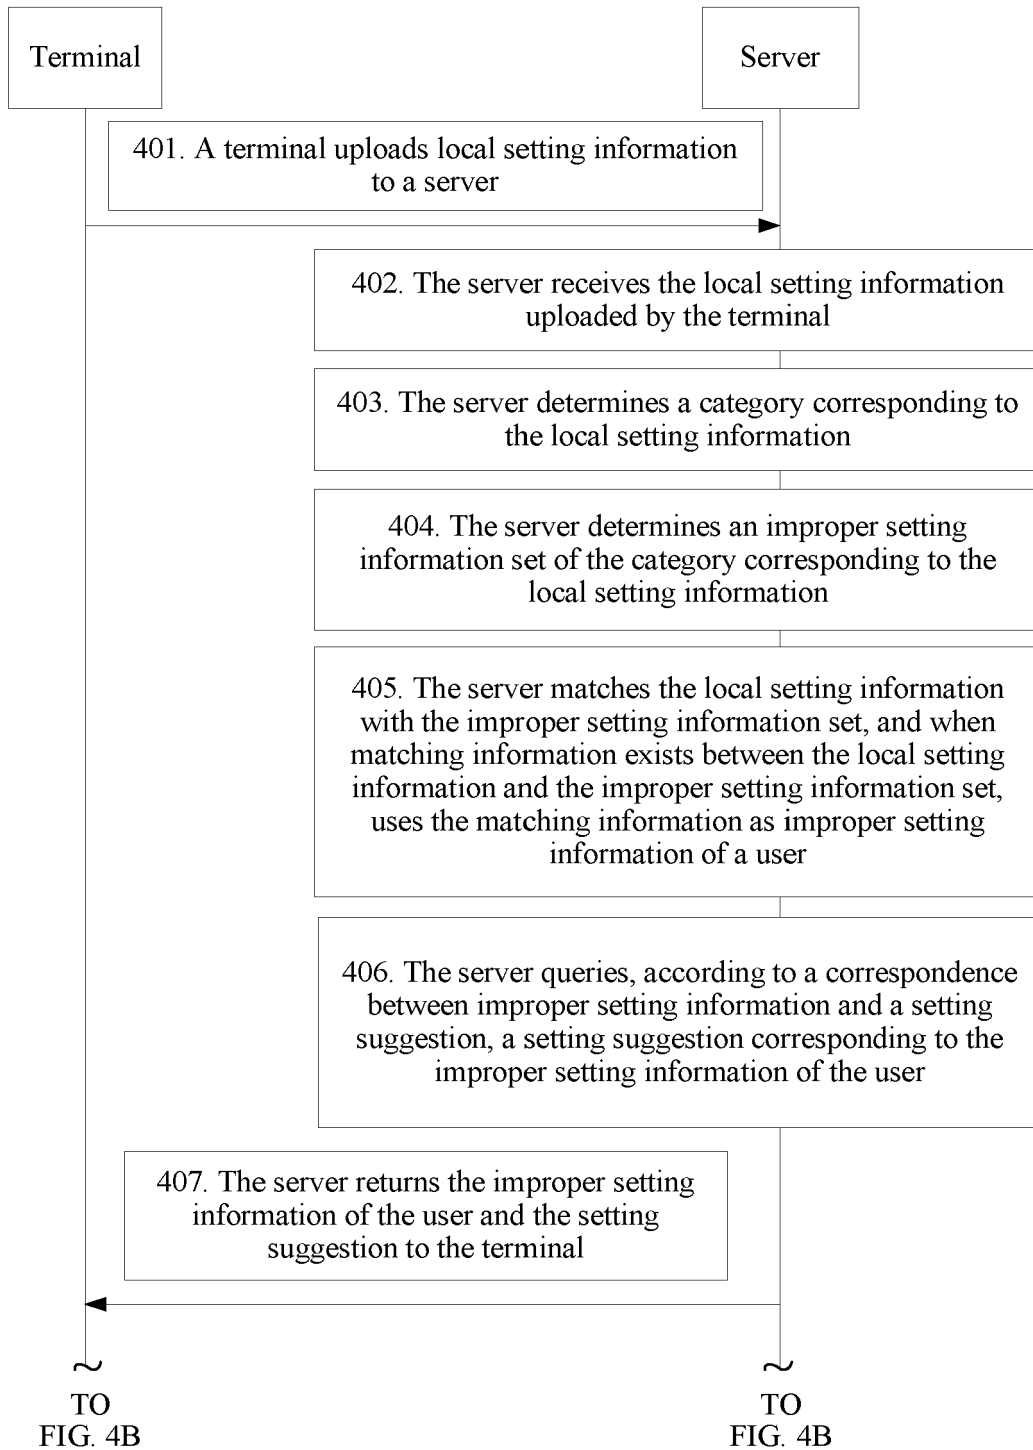 Terminal
Server
401. A terminal uploads local setting information
to a server
402. The server receives the local setting information
uploaded by the terminal
403. The server determines a category corresponding to
the local setting information
404. The server determines an improper setting
information set of the category corresponding to the
local setting information
405. The server matches the local setting information
with the improper setting information set, and when
matching information exists between the local setting
information and the improper setting information set,
uses the matching information as improper setting
information of a user
406. The server queries, according to a correspondence
between improper setting information and a setting
suggestion, a setting suggestion corresponding to the
improper setting information of the user
407. The server returns the improper setting
information of the user and the setting
suggestion to the terminal
TO
FIG. 4B
TO
FIG. 4B